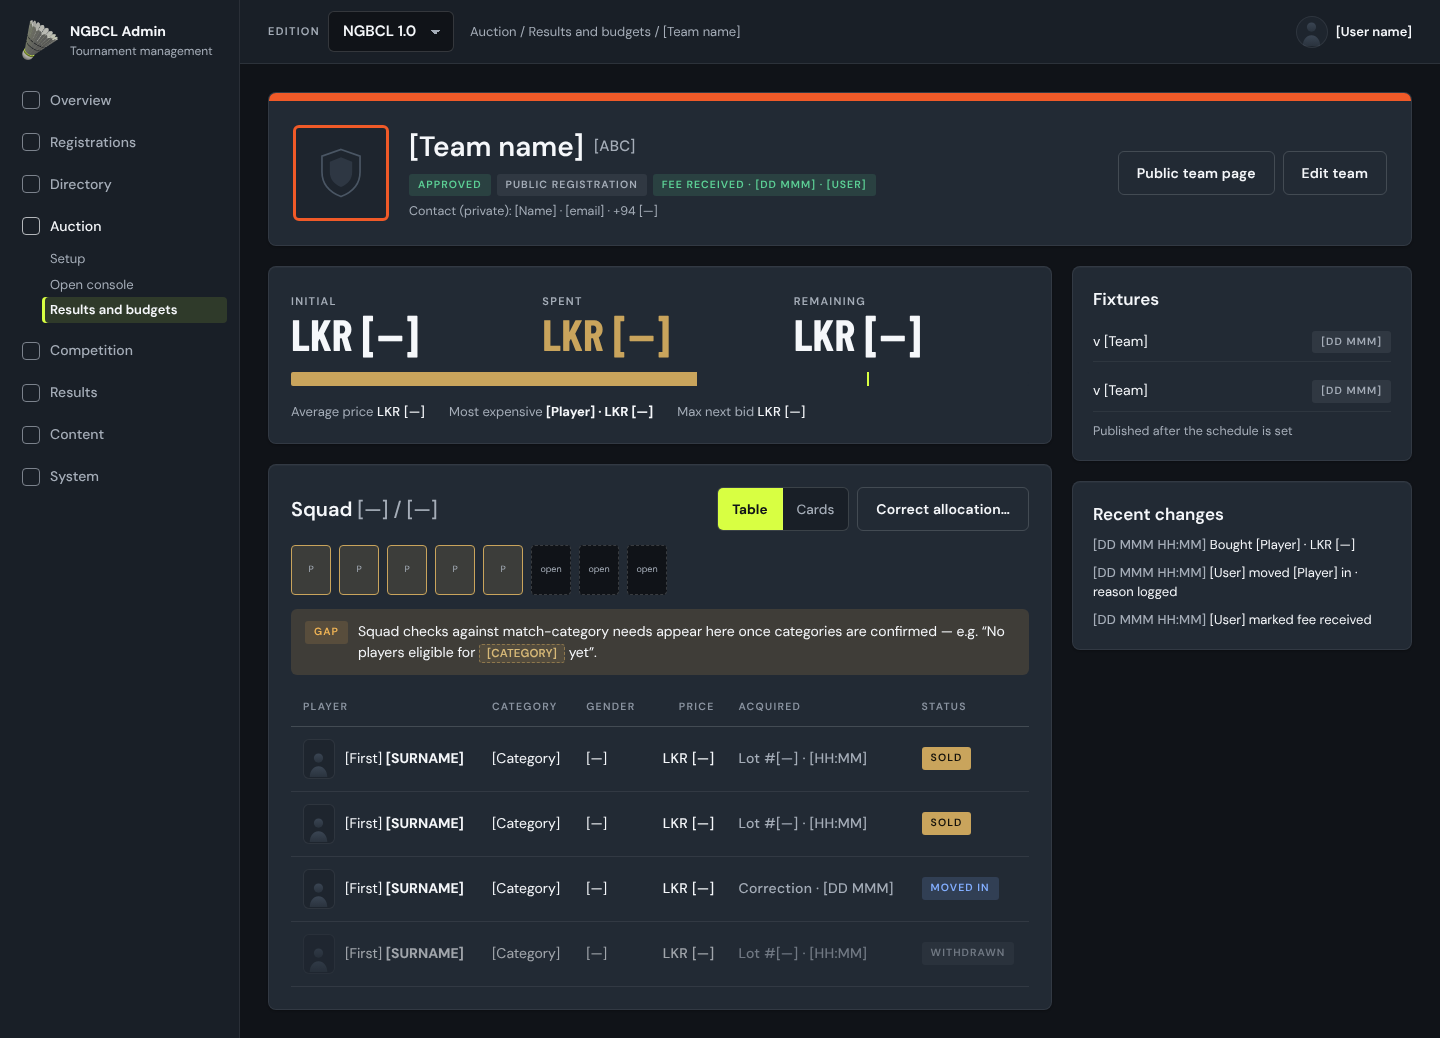 NGBCL Admin
Tournament management
Overview
Registrations
Directory
Auction
Setup
Open console
Results and budgets
Competition
Results
Content
System
EDITION NGBCL 1.0 Auction / Results and budgets / [Team name] [User name]
[Team name] [ABC]
APPROVED PUBLIC REGISTRATION FEE RECEIVED · [DD MMM] · [USER]
Contact (private): [Name] · [email] · +94 [—]
Public team page Edit team
INITIAL SPENT REMAINING
LKR [—] LKR [—] LKR [—]
Average price LKR [—] Most expensive [Player] · LKR [—] Max next bid LKR [—]
Squad [—] / [—] Table Cards Correct allocation…
P P P P P open open open
GAP Squad checks against match-category needs appear here once categories are confirmed — e.g. “No
players eligible for [CATEGORY] yet”.
PLAYER CATEGORY GENDER PRICE ACQUIRED STATUS
[First] [SURNAME] [Category] [—] LKR [—] Lot #[—] · [HH:MM] SOLD
[First] [SURNAME] [Category] [—] LKR [—] Lot #[—] · [HH:MM] SOLD
[First] [SURNAME] [Category] [—] LKR [—] Correction · [DD MMM] MOVED IN
[First] [SURNAME] [Category] [—] LKR [—] Lot #[—] · [HH:MM] WITHDRAWN
Fixtures
v [Team] [DD MMM]
v [Team] [DD MMM]
Published after the schedule is set
Recent changes
[DD MMM HH:MM] Bought [Player] · LKR [—]
[DD MMM HH:MM] [User] moved [Player] in ·
reason logged
[DD MMM HH:MM] [User] marked fee received